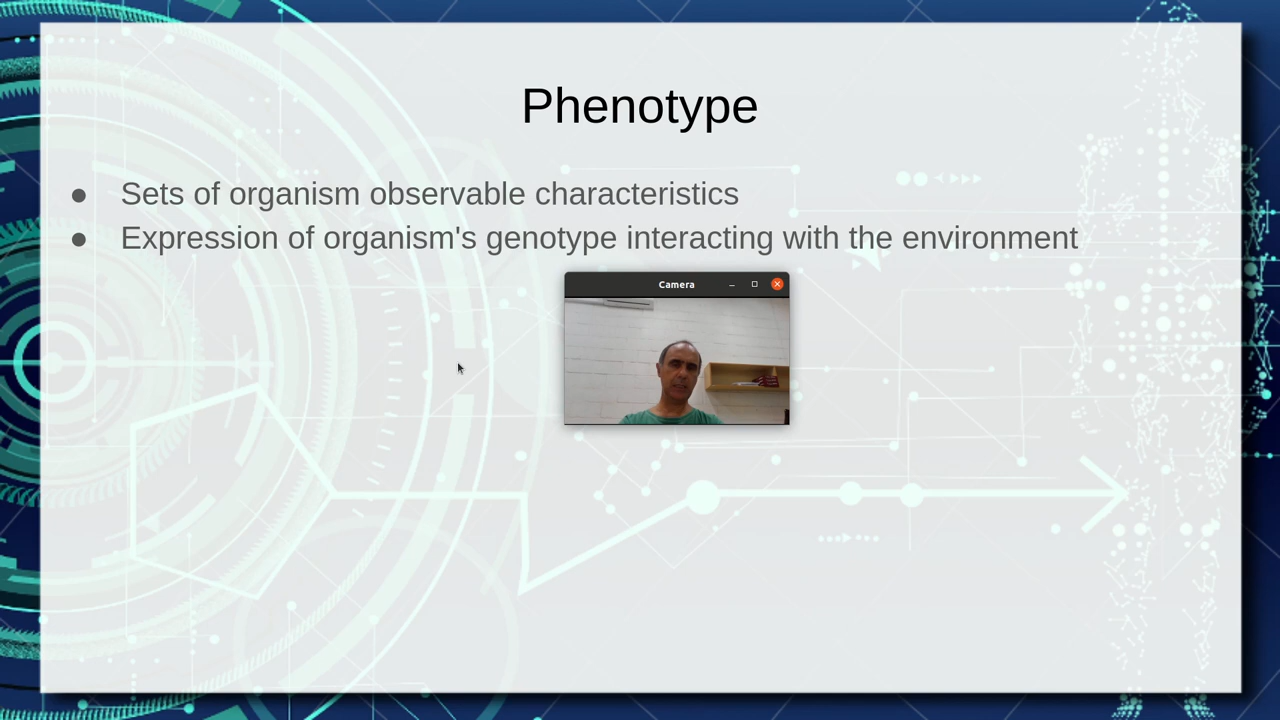 Phenotype
● Sets of organism observable characteristics
● Expression of organism's genotype interacting with the environment
Camera